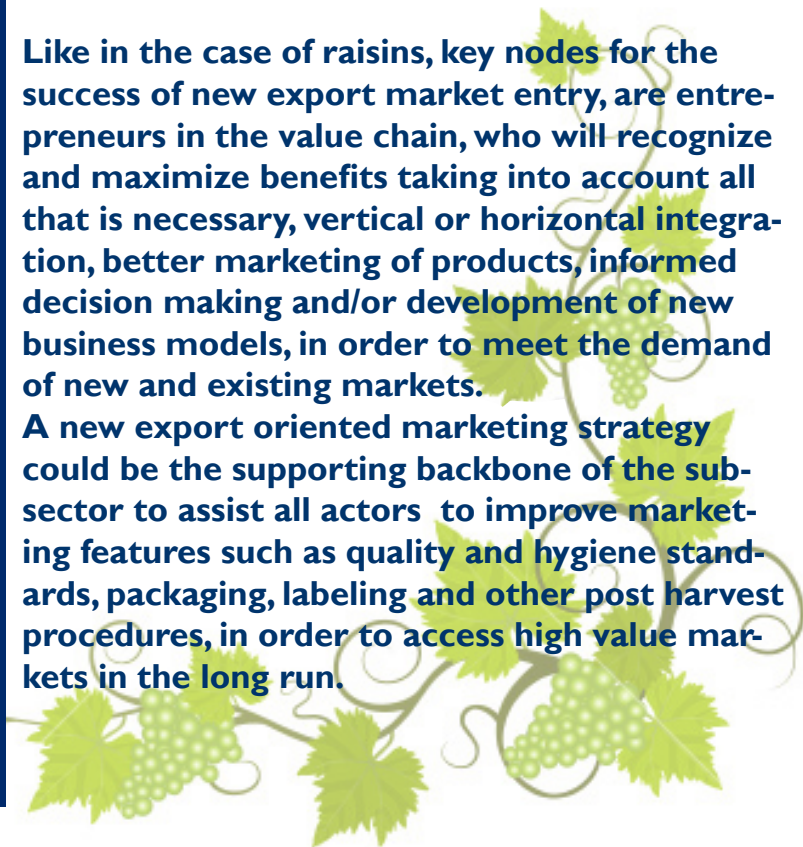 Like in the case of raisins, key nodes for the
success of new export market entry, are entre-
preneurs in the value chain, who will recognize
and maximize benefits taking into account all
that is necessary, vertical or horizontal integra-
tion, better marketing of products, informed
decision making and/or development of new
business models, in order to meet the demand
of new and existing markets.
A new export oriented marketing strategy
could be the supporting backbone of the sub-
sector to assist all actors  to improve market-
ing features such as quality and hygiene stand-
ards, packaging, labeling and other post harvest
procedures, in order to access high value mar-
kets in the long run.